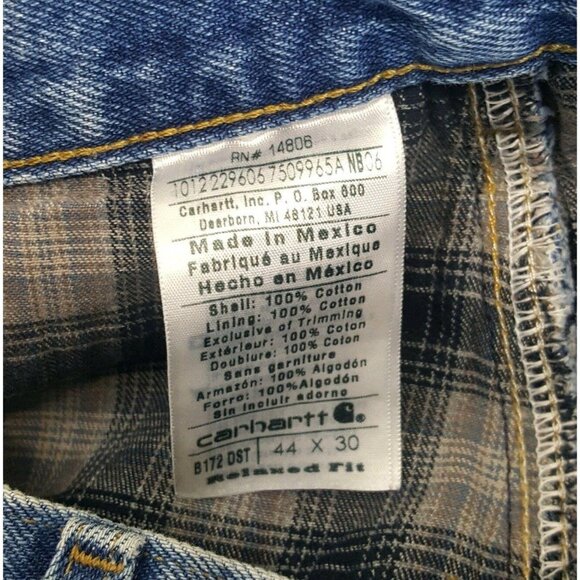 RN# 14806
1012229606 7509965A NB06
Carhartt, Inc. P. O. Box 600
Dearborn, MI 48121 USA
Made in Mexico
Fabriqué au Mexique
Hecho en México
Shell: 100% Cotton
Lining: 100% Cotton
Exclusive of Trimming
Extérieur: 100% Coton
Doublure: 100% Coton
Sans garniture
Armazón: 100% Algodón
Forro: 100%Algodón
Sin incluir adorno
carhartt
B172 DST 44 X 30
Relaxed Fit